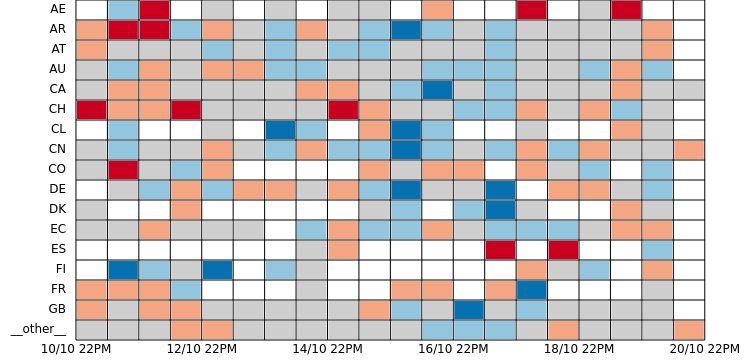 AE
AR
AT
AU
CA
CH
CL
CN
CO
DE
DK
EC
ES
FI
FR
GB
__other__
10/10 22PM 12/10 22PM 14/10 22PM 16/10 22PM 18/10 22PM 20/10 22PM